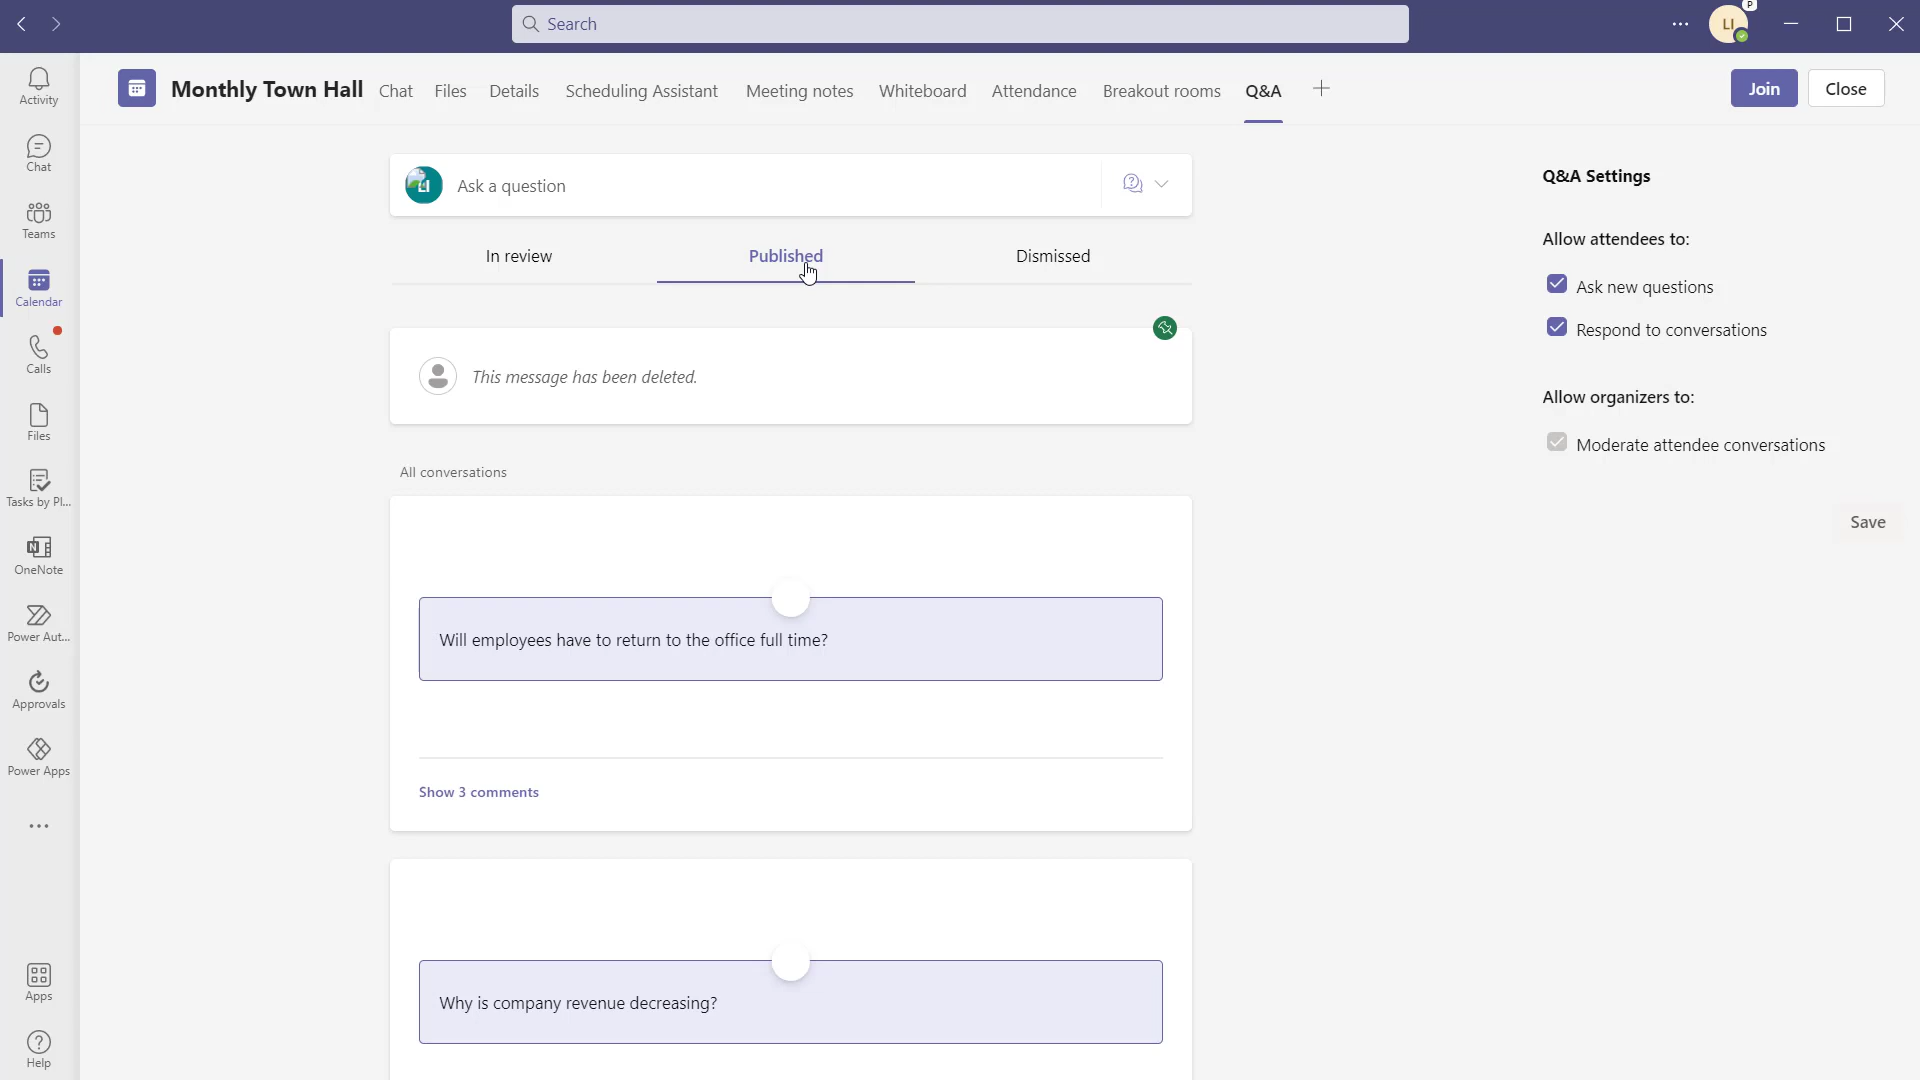 Search
P
LI
Activity
Chat
Teams
Calendar
Calls
Files
Tasks by Pl...
OneNote
Power Aut...
Approvals
Power Apps
Apps
Help
Monthly Town Hall Chat Files Details Scheduling Assistant Meeting notes Whiteboard Attendance Breakout rooms Q&A
Join Close
Ask a question
In review Published Dismissed
This message has been deleted.
All conversations
Will employees have to return to the office full time?
Show 3 comments
Why is company revenue decreasing?
Q&A Settings
Allow attendees to:
Ask new questions
Respond to conversations
Allow organizers to:
Moderate attendee conversations
Save